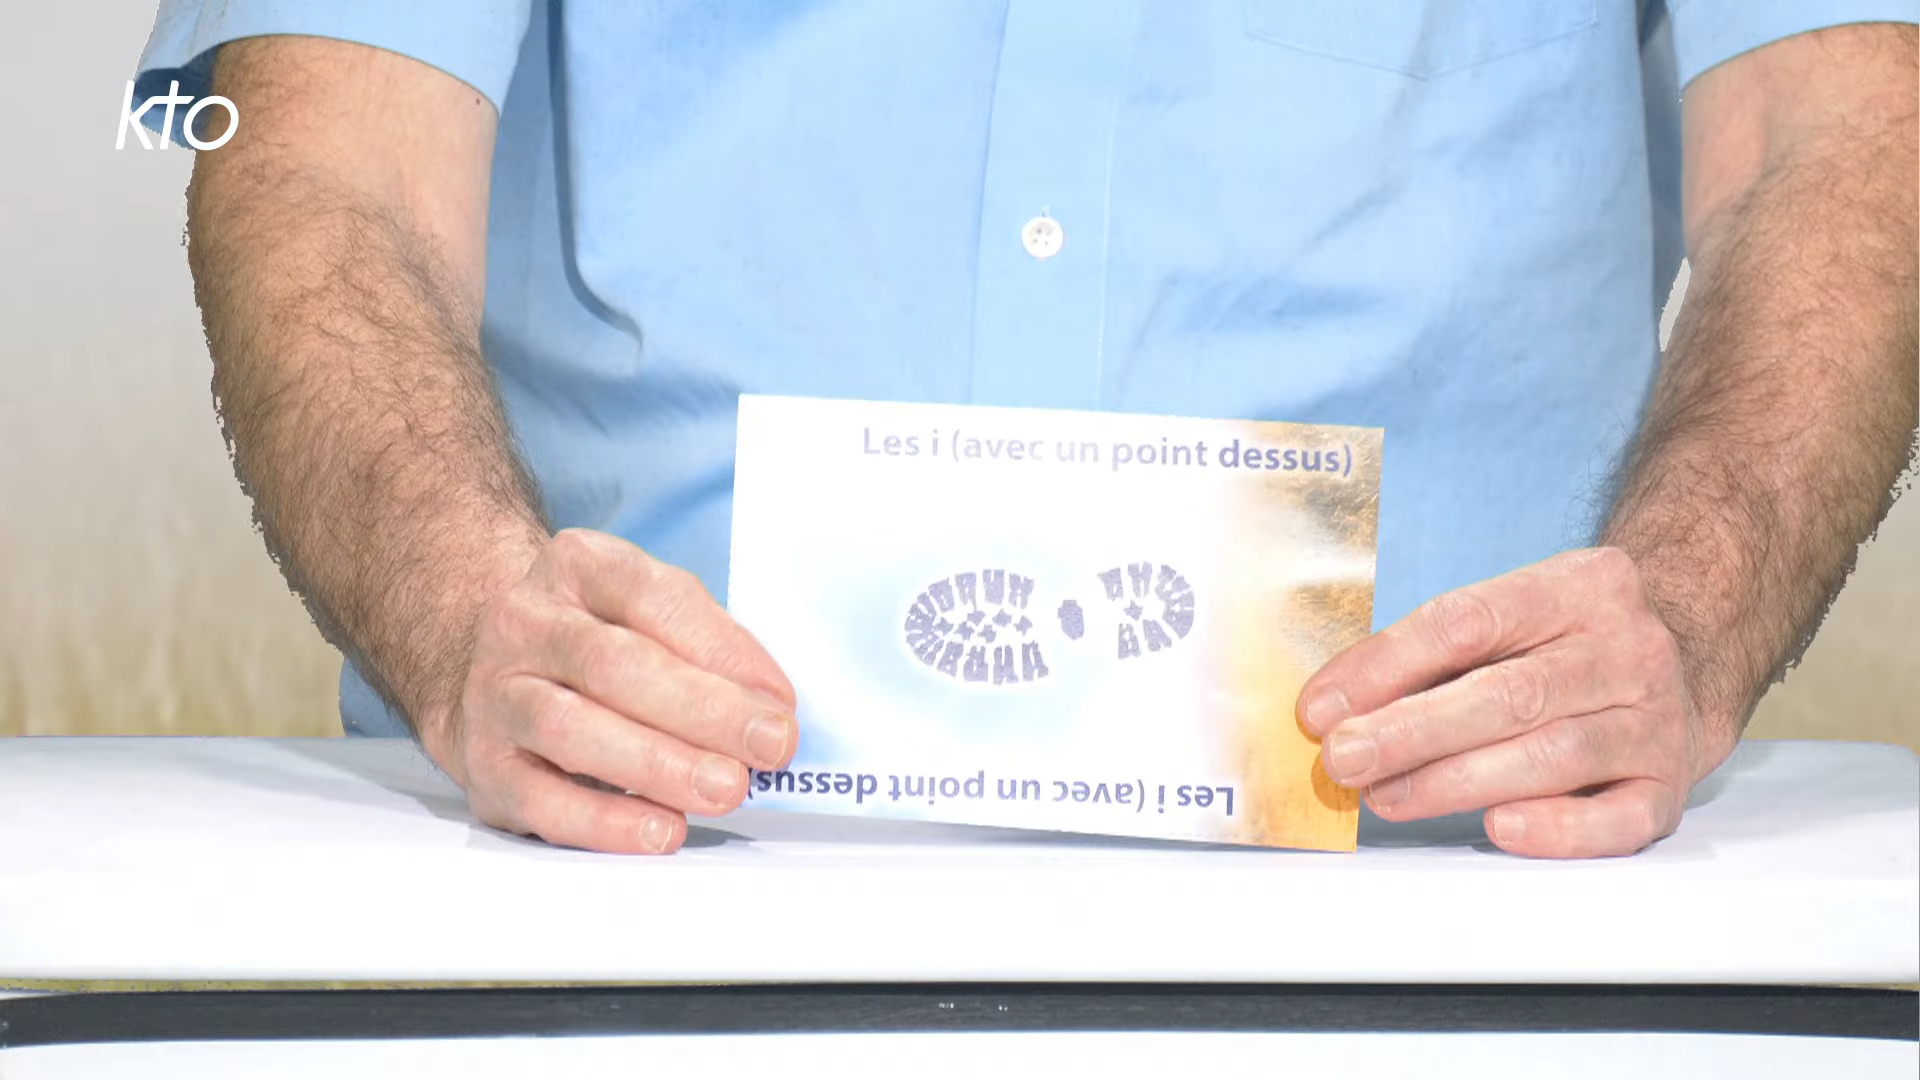 kto
Les i (avec un point dessus)
Les i (avec un point dessus)